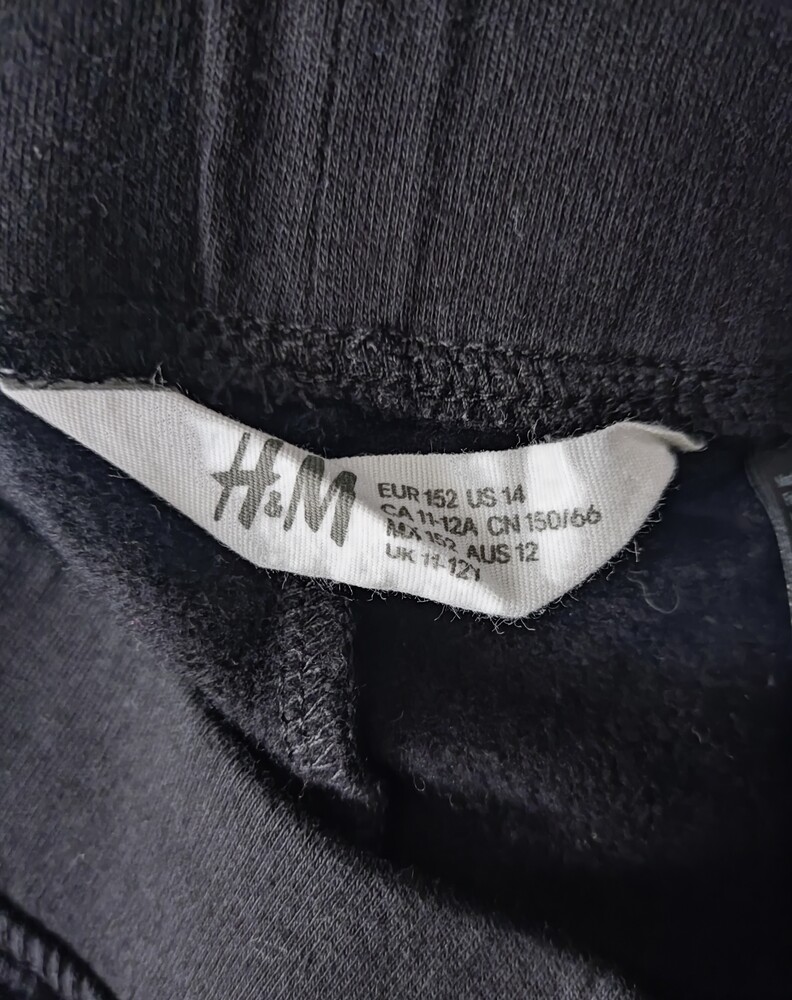 H&M
EUR 152 US 14
CA 11-12A CN 150/66
MX 152 AUS 12
UK 11-12Y